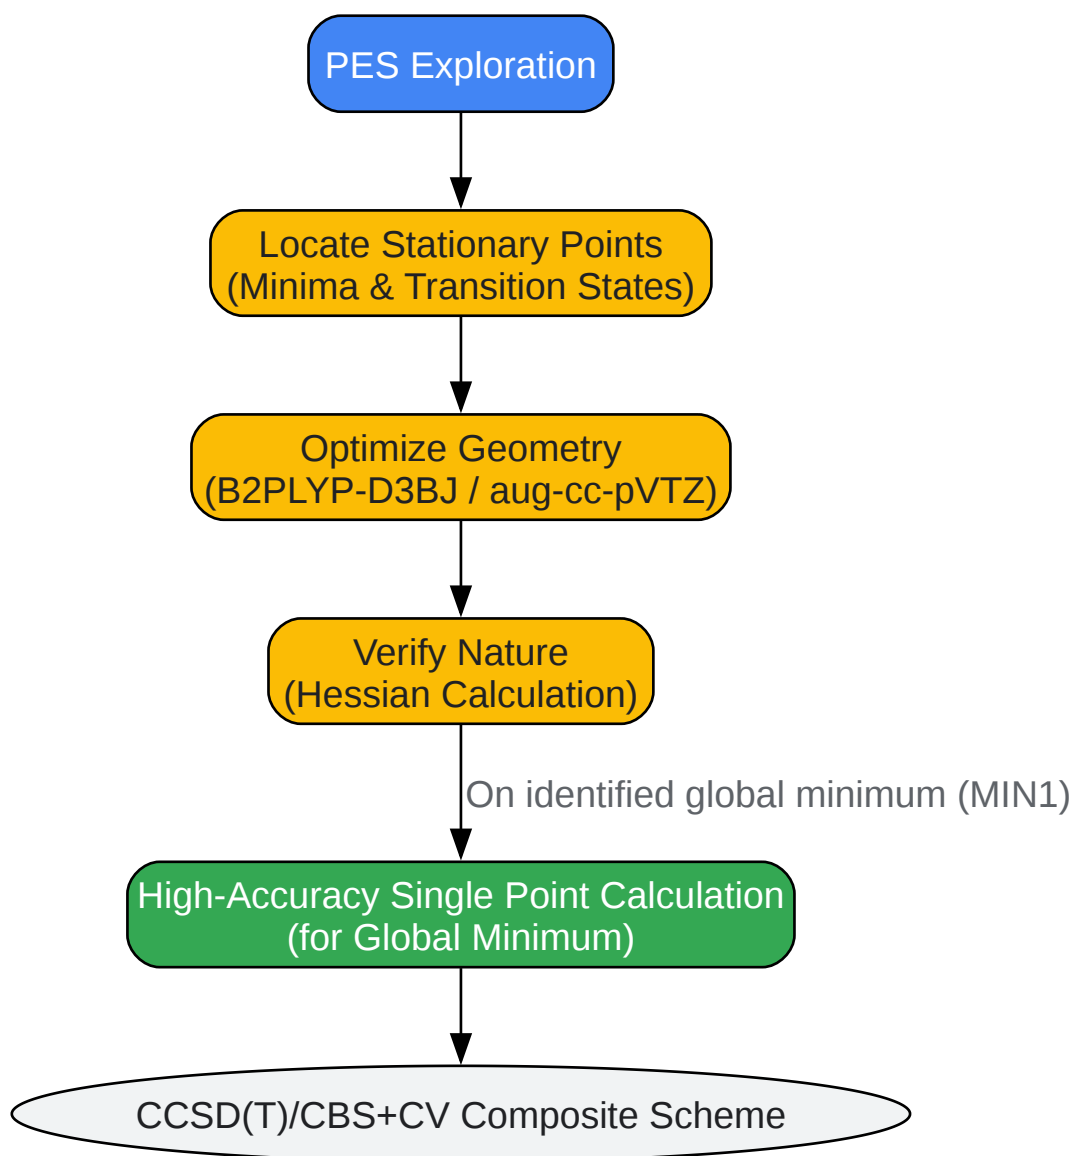 PES Exploration
Locate Stationary Points
(Minima & Transition States)
Optimize Geometry
(B2PLYP-D3BJ / aug-cc-pVTZ)
Verify Nature
(Hessian Calculation)
On identified global minimum (MIN1)
High-Accuracy Single Point Calculation
(for Global Minimum)
CCSD(T)/CBS+CV Composite Scheme